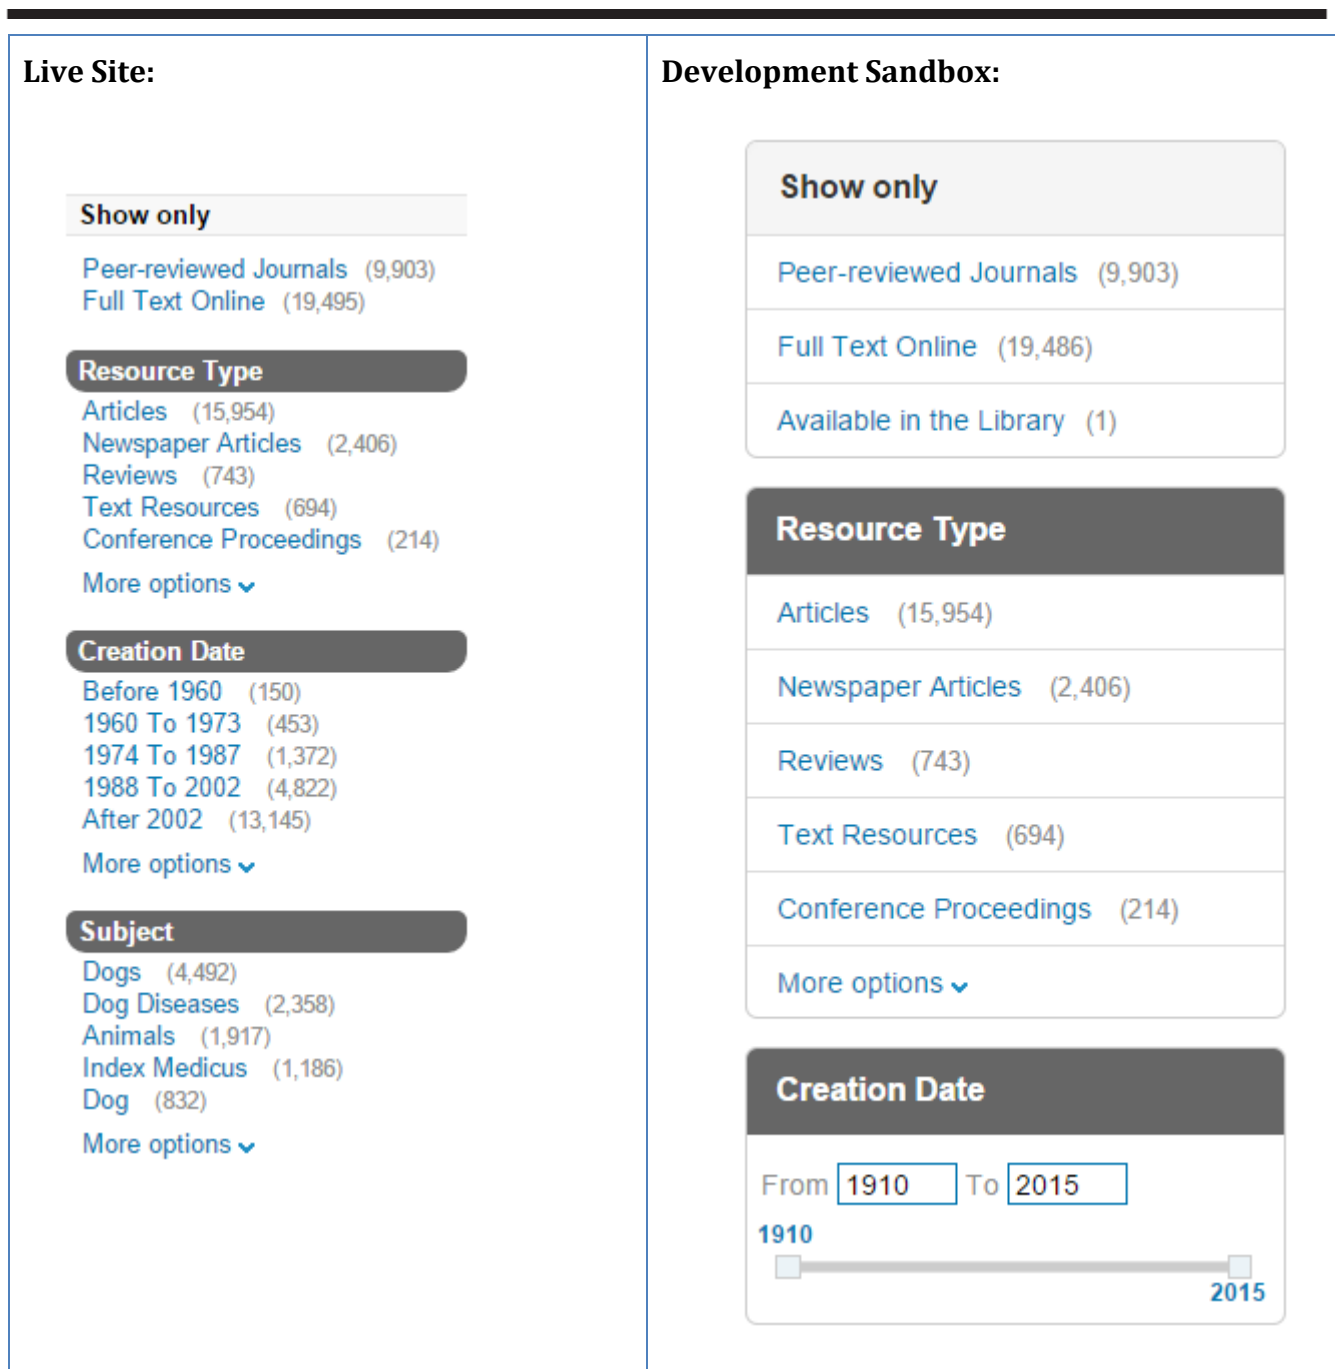 Live Site:
Show only
Peer-reviewed Journals (9,903)
Full Text Online (19,495)
Resource Type
Articles (15,954)
Newspaper Articles (2,406)
Reviews (743)
Text Resources (694)
Conference Proceedings (214)
More options
Creation Date
Before 1960 (150)
1960 To 1973 (453)
1974 To 1987 (1,372)
1988 To 2002 (4,822)
After 2002 (13,145)
More options
Subject
Dogs (4,492)
Dog Diseases (2,358)
Animals (1,917)
Index Medicus (1,186)
Dog (832)
More options
Development Sandbox:
Show only
Peer-reviewed Journals (9,903)
Full Text Online (19,486)
Available in the Library (1)
Resource Type
Articles (15,954)
Newspaper Articles (2,406)
Reviews (743)
Text Resources (694)
Conference Proceedings (214)
More options
Creation Date
From 1910 To 2015
1910
2015